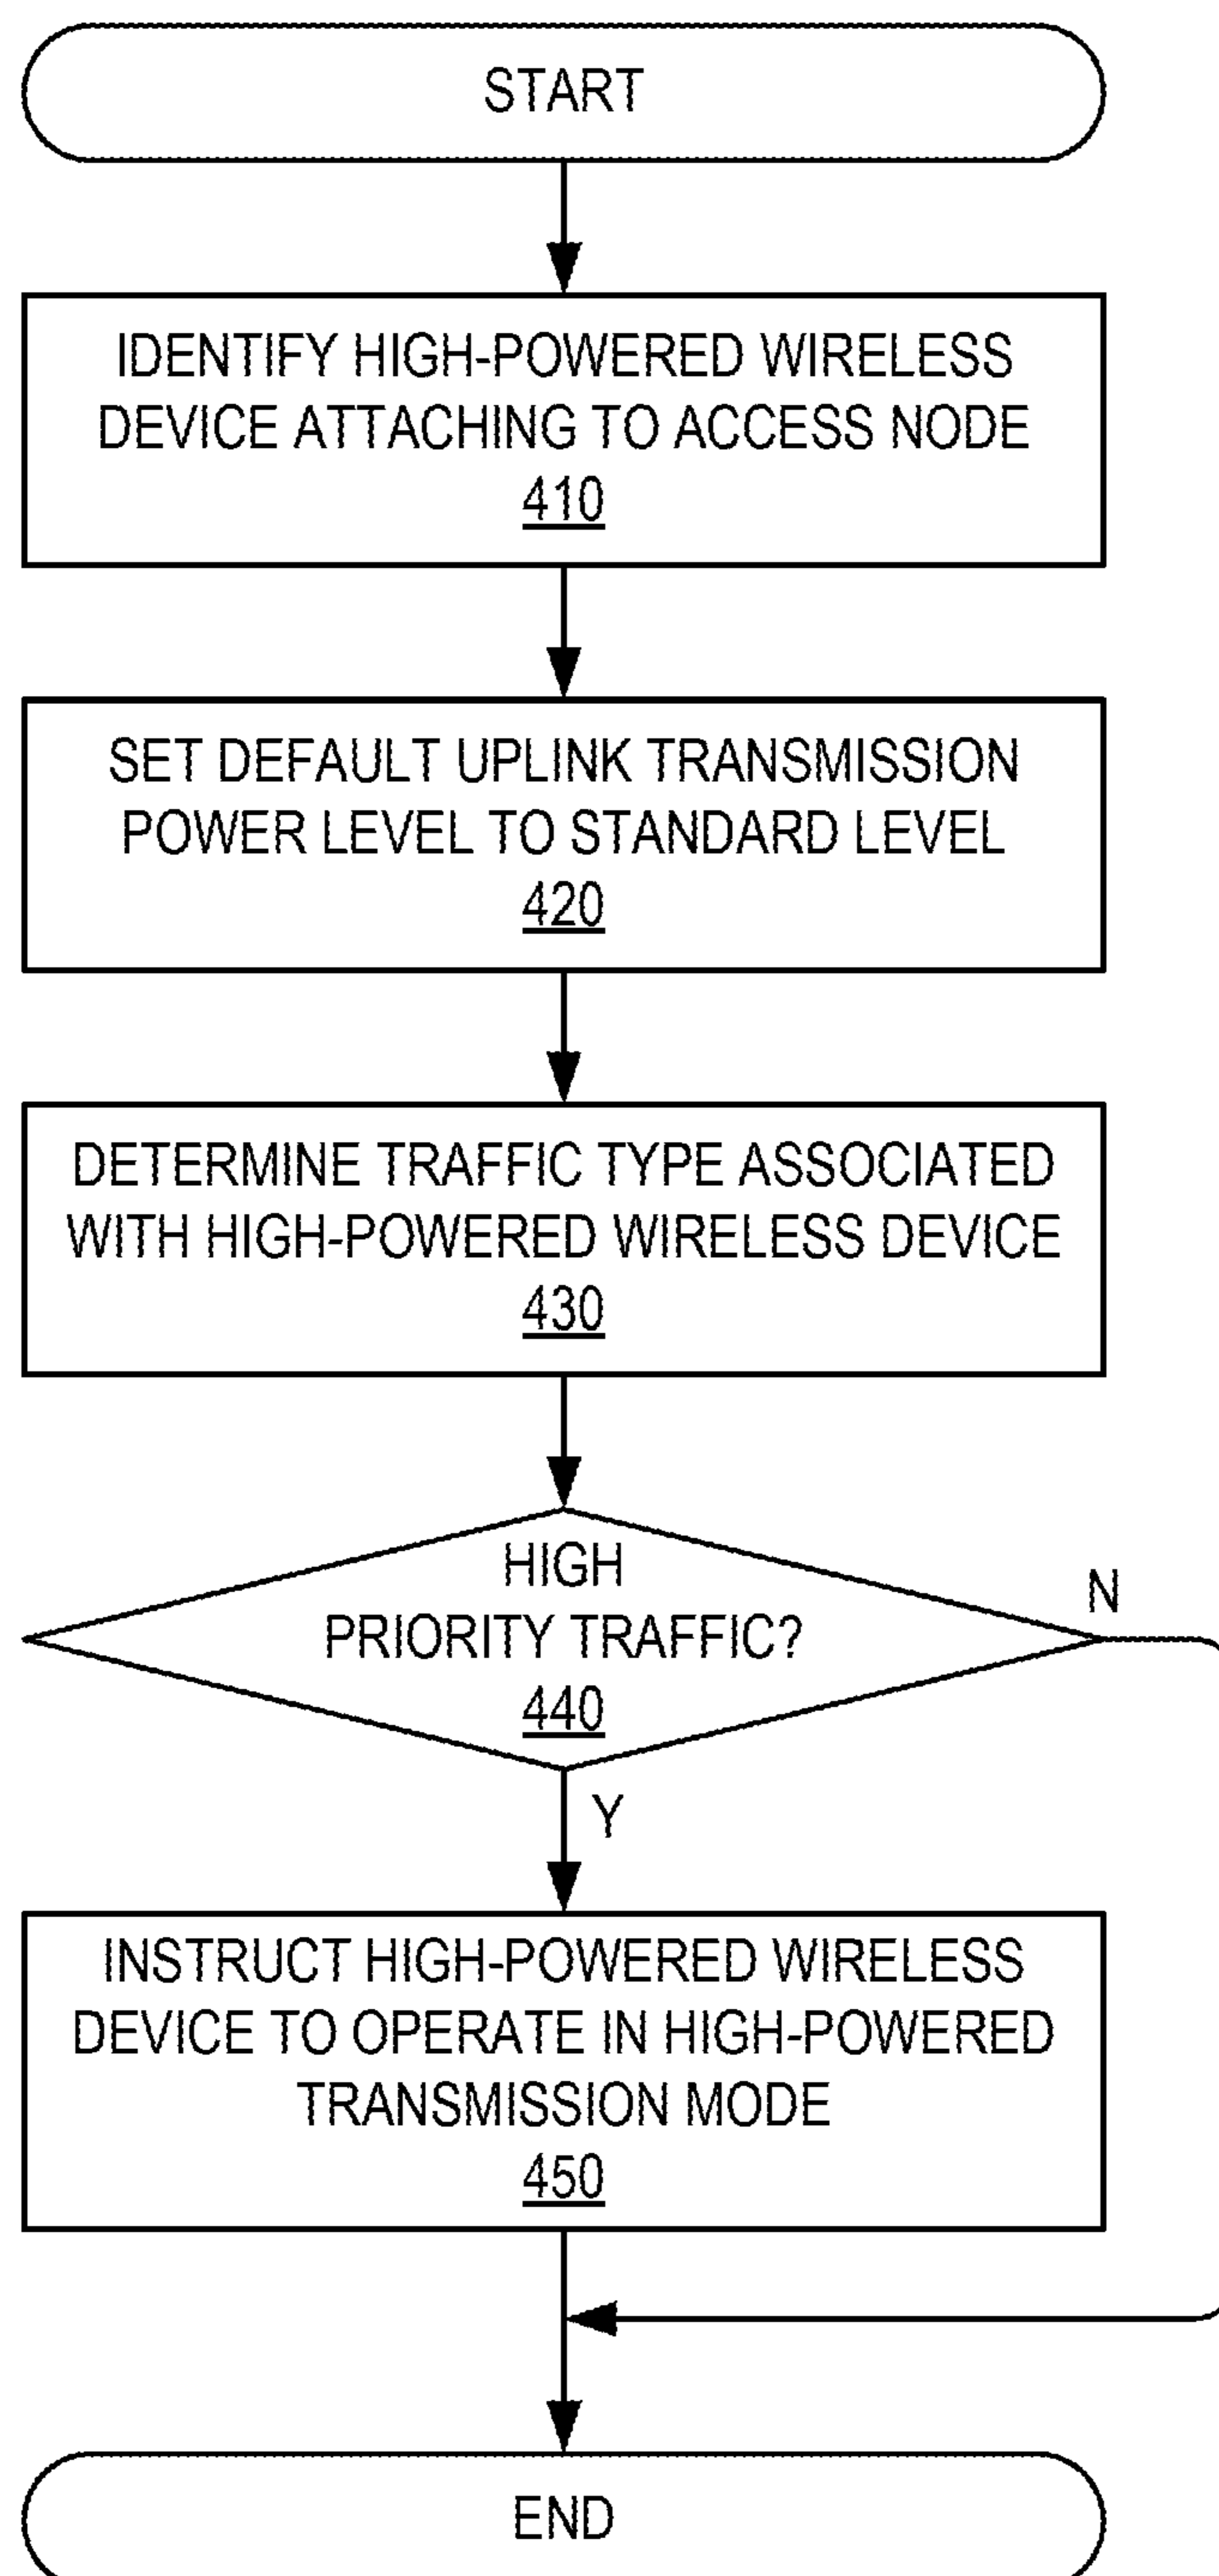 START
IDENTIFY HIGH-POWERED WIRELESS
DEVICE ATTACHING TO ACCESS NODE
410
SET DEFAULT UPLINK TRANSMISSION
POWER LEVEL TO STANDARD LEVEL
420
DETERMINE TRAFFIC TYPE ASSOCIATED
WITH HIGH-POWERED WIRELESS DEVICE
430
HIGH
PRIORITY TRAFFIC?
440
N
Y
INSTRUCT HIGH-POWERED WIRELESS
DEVICE TO OPERATE IN HIGH-POWERED
TRANSMISSION MODE
450
END